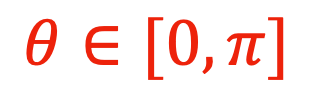 θ ∈ [0, π]